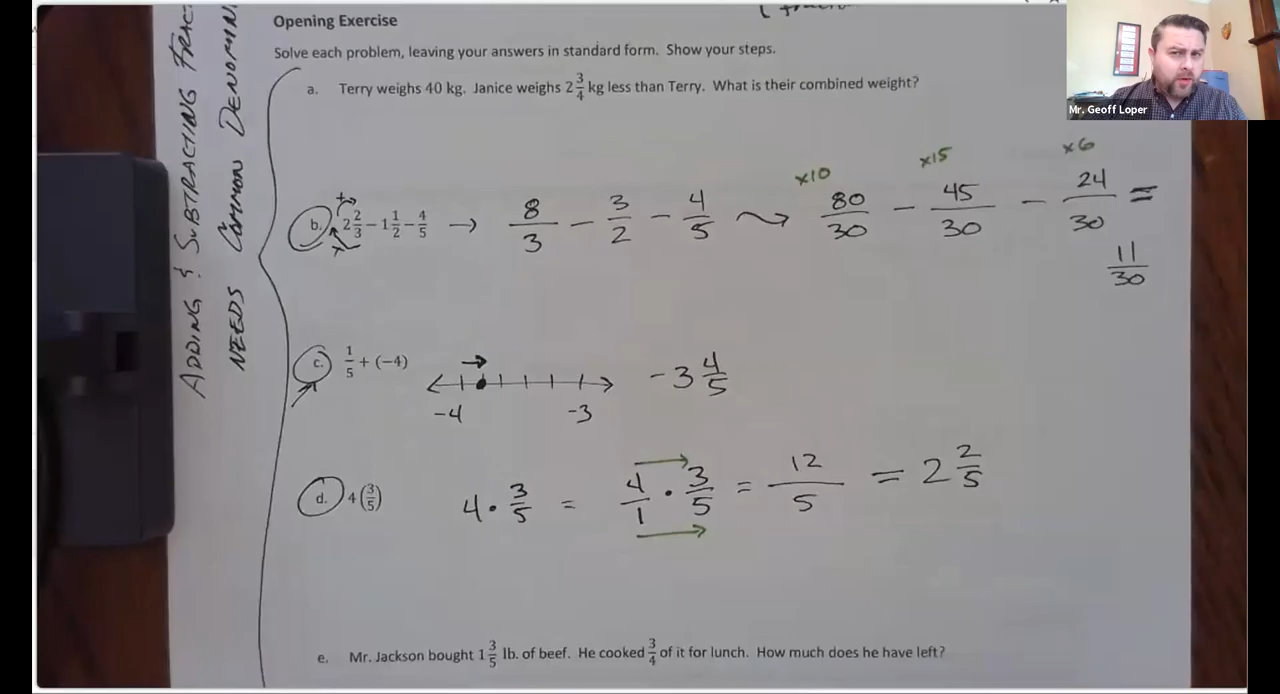 Opening Exercise
Solve each problem, leaving your answers in standard form. Show your steps.
a. Terry weighs 40 kg. Janice weighs 2 3/4 kg less than Terry. What is their combined weight?
Mr. Geoff Loper
ADDING & SUBTRACTING
NEEDS COMMON
×10 ×15 ×6
b. 2 2/3 − 1 1/2 − 4/5 → 8/3 − 3/2 − 4/5 ⇝ 80/30 − 45/30 − 24/30 =
+
×
11/30
c. 1/5 + (−4) -4 -3 -3 4/5
d. 4(3/5) 4 · 3/5 = 4/1 · 3/5 = 12/5 = 2 2/5
e. Mr. Jackson bought 1 3/5 lb. of beef. He cooked 3/4 of it for lunch. How much does he have left?